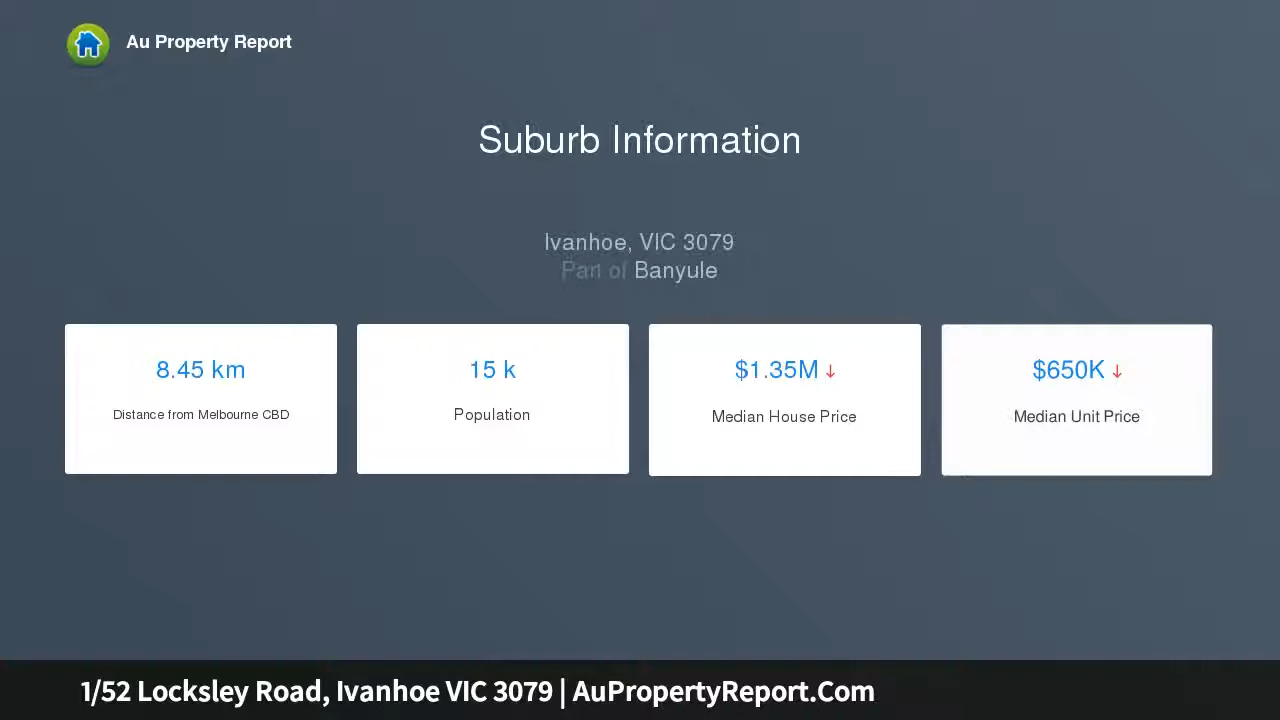 Au Property Report
Suburb Information
Ivanhoe, VIC 3079
Part of Banyule
8.45 km
Distance from Melbourne CBD
15 k
Population
$1.35M ↓
Median House Price
$650K ↓
Median Unit Price
1/52 Locksley Road, Ivanhoe VIC 3079 | AuPropertyReport.Com